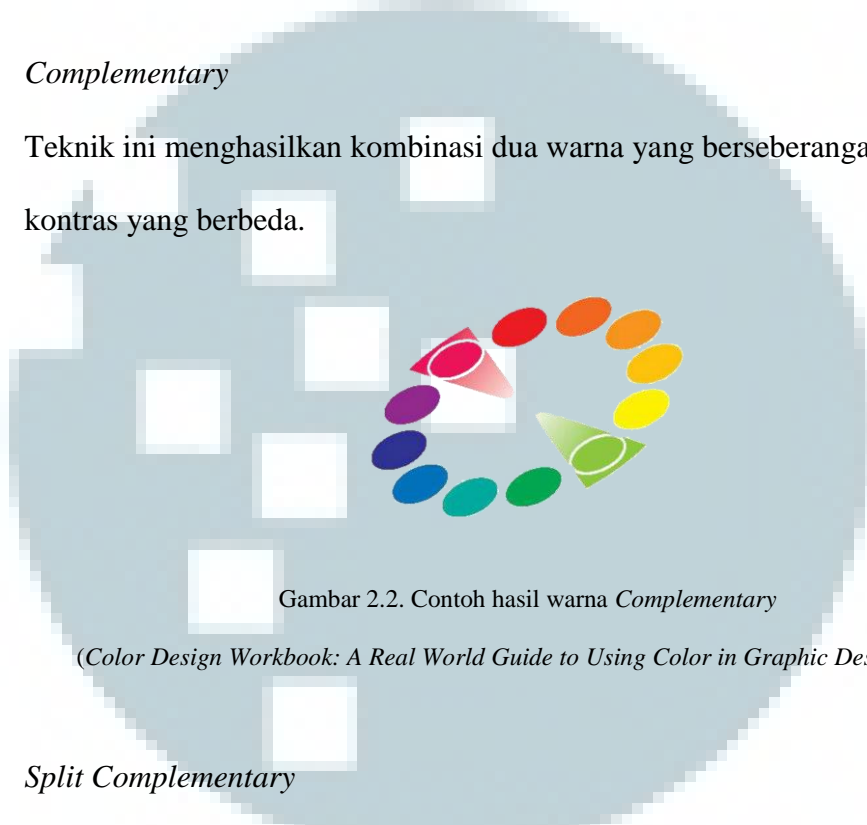 Complementary
Teknik ini menghasilkan kombinasi dua warna yang berseberanga
kontras yang berbeda.
Gambar 2.2. Contoh hasil warna Complementary
(Color Design Workbook: A Real World Guide to Using Color in Graphic Des
Split Complementary